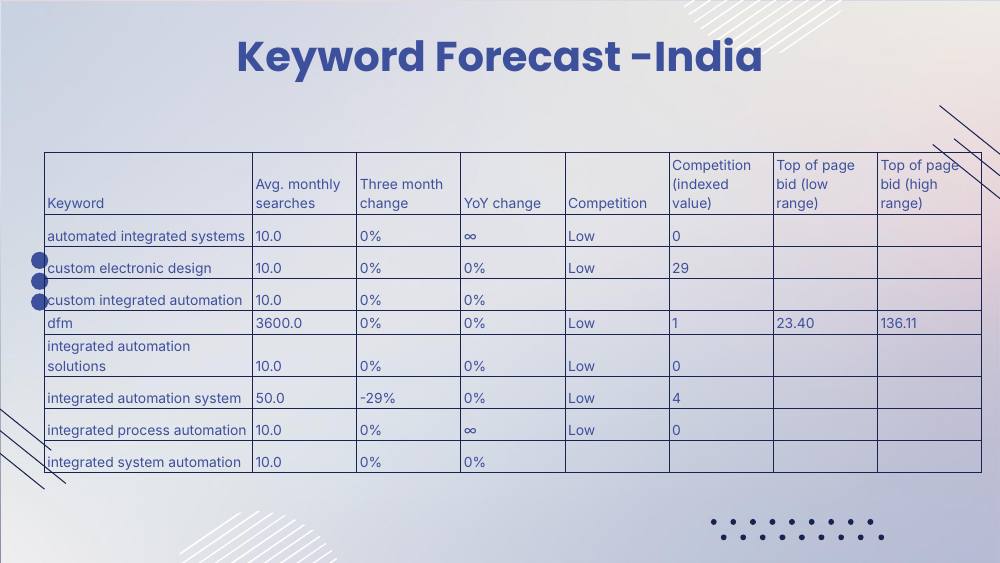 Keyword Forecast -India
Keyword | Avg. monthly searches | Three month change | YoY change | Competition | Competition (indexed value) | Top of page bid (low range) | Top of page bid (high range)
automated integrated systems | 10.0 | 0% | ∞ | Low | 0 | |
custom electronic design | 10.0 | 0% | 0% | Low | 29 | |
custom integrated automation | 10.0 | 0% | 0% | | | |
dfm | 3600.0 | 0% | 0% | Low | 1 | 23.40 | 136.11
integrated automation solutions | 10.0 | 0% | 0% | Low | 0 | |
integrated automation system | 50.0 | -29% | 0% | Low | 4 | |
integrated process automation | 10.0 | 0% | ∞ | Low | 0 | |
integrated system automation | 10.0 | 0% | 0% | | | |